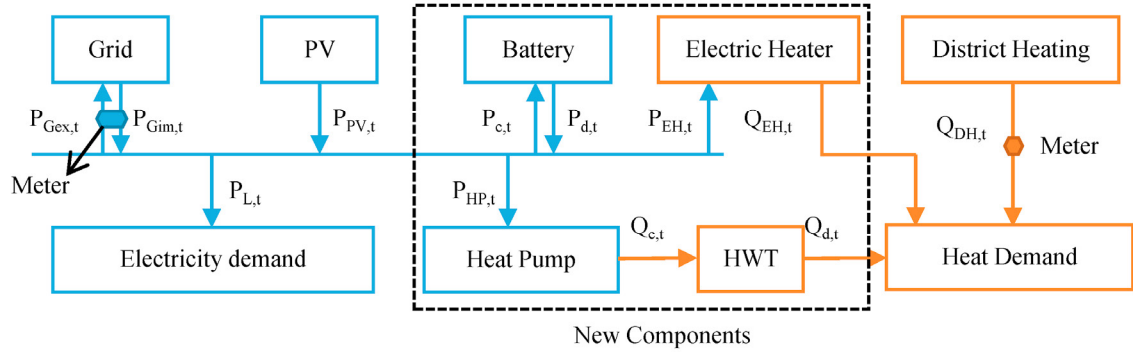 Grid
PV
Battery
Electric Heater
District Heating
P_Gex,t
P_Gim,t
P_PV,t
P_c,t
P_d,t
P_EH,t
Q_EH,t
Q_DH,t
Meter
Meter
P_L,t
P_HP,t
Q_c,t
Q_d,t
Electricity demand
Heat Pump
HWT
Heat Demand
New Components